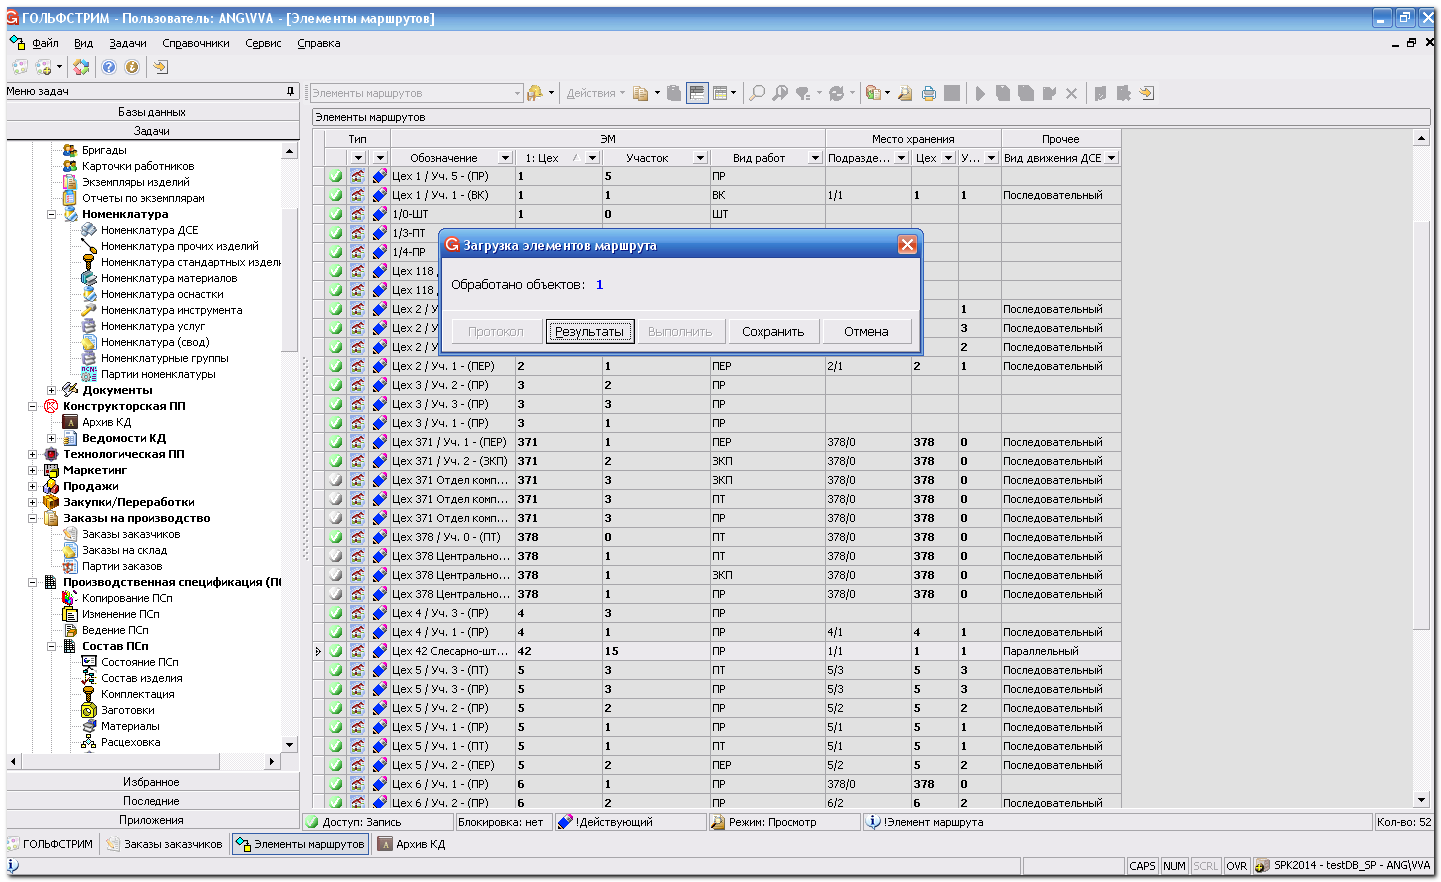 ГОЛЬФСТРИМ - Пользователь: ANG\VVA - [Элементы маршрутов]
Файл Вид Задачи Справочники Сервис Справка
Меню задач
Элементы маршрутов Действия
Базы данных
Задачи
Бригады
Карточки работников
Экземпляры изделий
Отчеты по экземплярам
Номенклатура
Номенклатура ДСЕ
Номенклатура прочих изделий
Номенклатура стандартных издели
Номенклатура материалов
Номенклатура оснастки
Номенклатура инструмента
Номенклатура услуг
Номенклатура (свод)
Номенклатурные группы
Партии номенклатуры
Документы
Конструкторская ПП
Архив КД
Ведомости КД
Технологическая ПП
Маркетинг
Продажи
Закупки/Переработки
Заказы на производство
Заказы заказчиков
Заказы на склад
Партии заказов
Производственная спецификация (ПС
Копирование ПСп
Изменение ПСп
Ведение ПСп
Состав ПСп
Состояние ПСп
Состав изделия
Комплектация
Заготовки
Материалы
Расцеховка
Избранное
Последние
Приложения
Элементы маршрутов
Тип ЭМ Место хранения Прочее
Обозначение 1: Цех Участок Вид работ Подразде... Цех У... Вид движения ДСЕ
Цех 1 / Уч. 5 - (ПР) 1 5 ПР
Цех 1 / Уч. 1 - (ВК) 1 1 ВК 1/1 1 1 Последовательный
1/0-ШТ 1 0 ШТ
1/3-ПТ
1/4-ПР
Цех 118
Цех 118
Цех 2 / У 1 Последовательный
Цех 2 / У 3 Последовательный
Цех 2 / У 2 Последовательный
Цех 2 / Уч. 1 - (ПЕР) 2 1 ПЕР 2/1 2 1 Последовательный
Цех 3 / Уч. 2 - (ПР) 3 2 ПР
Цех 3 / Уч. 3 - (ПР) 3 3 ПР
Цех 3 / Уч. 1 - (ПР) 3 1 ПР
Цех 371 / Уч. 1 - (ПЕР) 371 1 ПЕР 378/0 378 0 Последовательный
Цех 371 / Уч. 2 - (ЗКП) 371 2 ЗКП 378/0 378 0 Последовательный
Цех 371 Отдел комп... 371 3 ЗКП 378/0 378 0 Последовательный
Цех 371 Отдел комп... 371 3 ПТ 378/0 378 0 Последовательный
Цех 371 Отдел комп... 371 3 ПР 378/0 378 0 Последовательный
Цех 378 / Уч. 0 - (ПТ) 378 0 ПТ 378/0 378 0 Последовательный
Цех 378 Центрально... 378 1 ПТ 378/0 378 0 Последовательный
Цех 378 Центрально... 378 1 ЗКП 378/0 378 0 Последовательный
Цех 378 Центрально... 378 1 ПР 378/0 378 0 Последовательный
Цех 4 / Уч. 3 - (ПР) 4 3 ПР
Цех 4 / Уч. 1 - (ПР) 4 1 ПР 4/1 4 1 Последовательный
Цех 42 Слесарно-шт... 42 15 ПР 1/1 1 1 Параллельный
Цех 5 / Уч. 3 - (ПТ) 5 3 ПТ 5/3 5 3 Последовательный
Цех 5 / Уч. 3 - (ПР) 5 3 ПР 5/3 5 3 Последовательный
Цех 5 / Уч. 2 - (ПР) 5 2 ПР 5/2 5 2 Последовательный
Цех 5 / Уч. 1 - (ПР) 5 1 ПР 5/1 5 1 Последовательный
Цех 5 / Уч. 1 - (ПТ) 5 1 ПТ 5/1 5 1 Последовательный
Цех 5 / Уч. 2 - (ПЕР) 5 2 ПЕР 5/2 5 2 Последовательный
Цех 6 / Уч. 1 - (ПР) 6 1 ПР 378/0 378 0
Цех 6 / Уч. 2 - (ПР) 6 2 ПР 6/2 6 2 Последовательный
Загрузка элементов маршрута
Обработано объектов: 1
Протокол Результаты Выполнить Сохранить Отмена
Доступ: Запись Блокировка: нет !Действующий Режим: Просмотр !Элемент маршрута Кол-во: 52
ГОЛЬФСТРИМ Заказы заказчиков Элементы маршрутов Архив КД
CAPS NUM SCRL OVR SPK2014 - testDB_SP - ANG\VVA